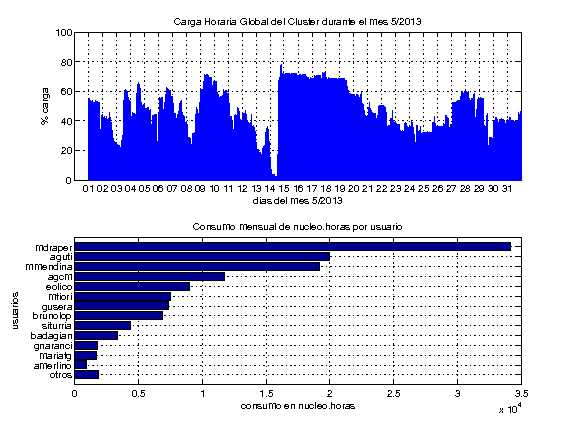 Carga Horaria Global del Cluster durante el mes 5/2013
100
80
60
40
20
0
% carga
01 02 03 04 05 06 07 08 09 10 11 12 13 14 15 16 17 18 19 20 21 22 23 24 25 26 27 28 29 30 31
dias del mes 5/2013
Consumo mensual de nucleo.horas por usuario
mdraper
aguti
mmendina
agcm
eolico
mfiori
gusera
brunolop
siturria
badagian
gnaranci
mariafg
amerlino
otros
usuarios
0 0.5 1 1.5 2 2.5 3 3.5
consumo en nucleo.horas
x 10^4